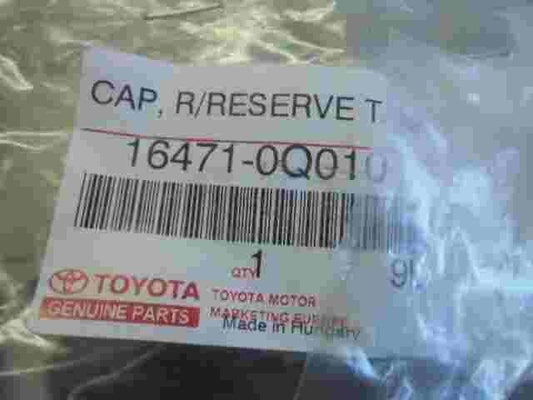 CAP, R/RESERVE T
16471-0Q010
QTY 1
TOYOTA
GENUINE PARTS
TOYOTA MOTOR
MARKETING EUROPE
Made in Hungary